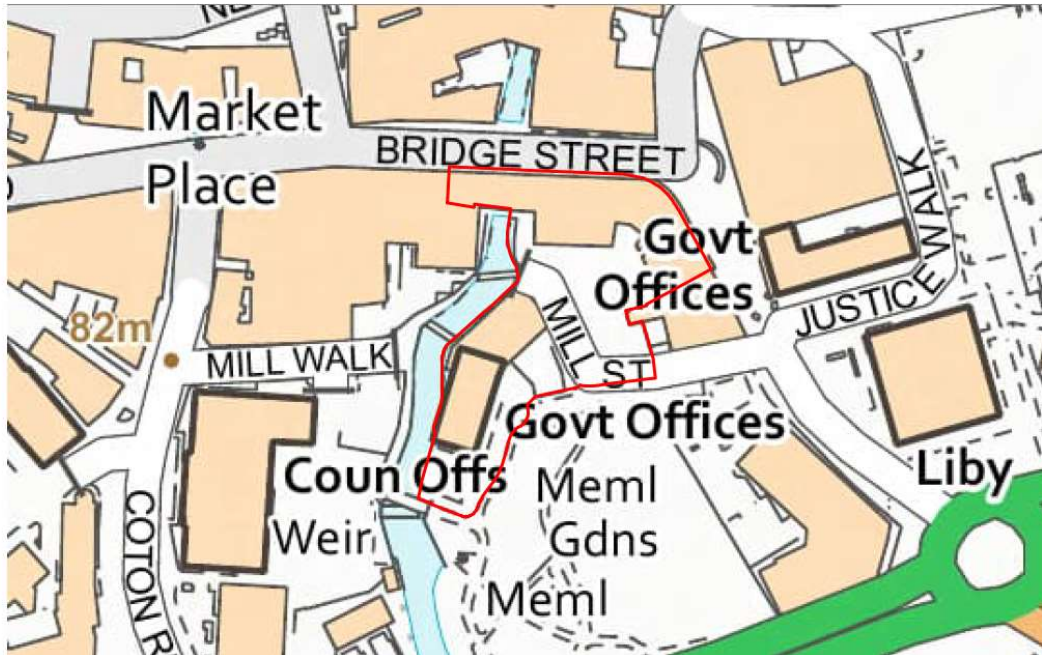 Market
Place
BRIDGE STREET
Govt
Offices
JUSTICE WALK
82m
MILL WALK
MILL ST
Govt Offices
Coun Offs
Liby
Weir
Meml
Gdns
Meml
COTON R